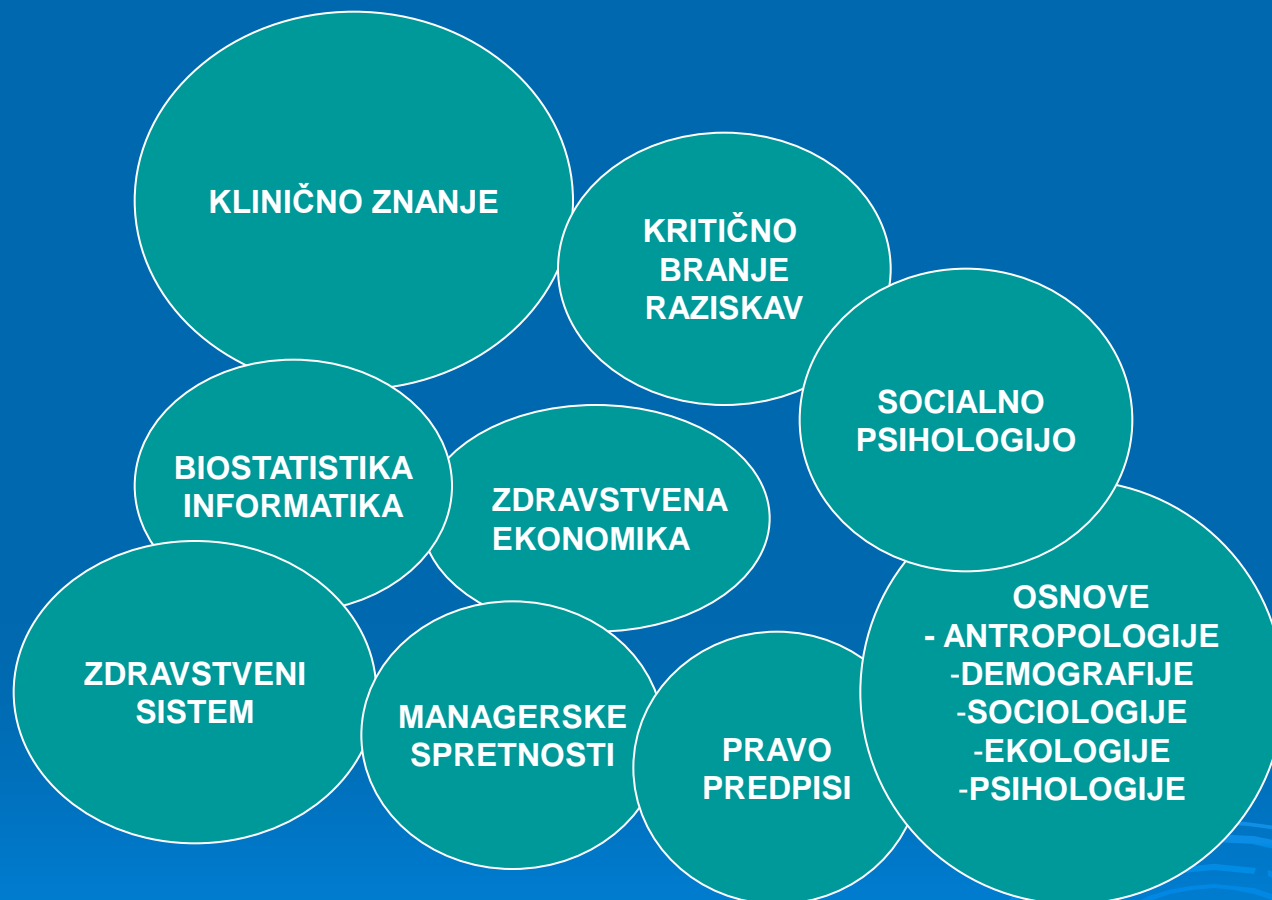 KLINIČNO ZNANJE
KRITIČNO
BRANJE
RAZISKAV
SOCIALNO
PSIHOLOGIJO
BIOSTATISTIKA
INFORMATIKA
ZDRAVSTVENA
EKONOMIKA
OSNOVE
- ANTROPOLOGIJE
-DEMOGRAFIJE
-SOCIOLOGIJE
-EKOLOGIJE
-PSIHOLOGIJE
ZDRAVSTVENI
SISTEM
MANAGERSKE
SPRETNOSTI
PRAVO
PREDPISI